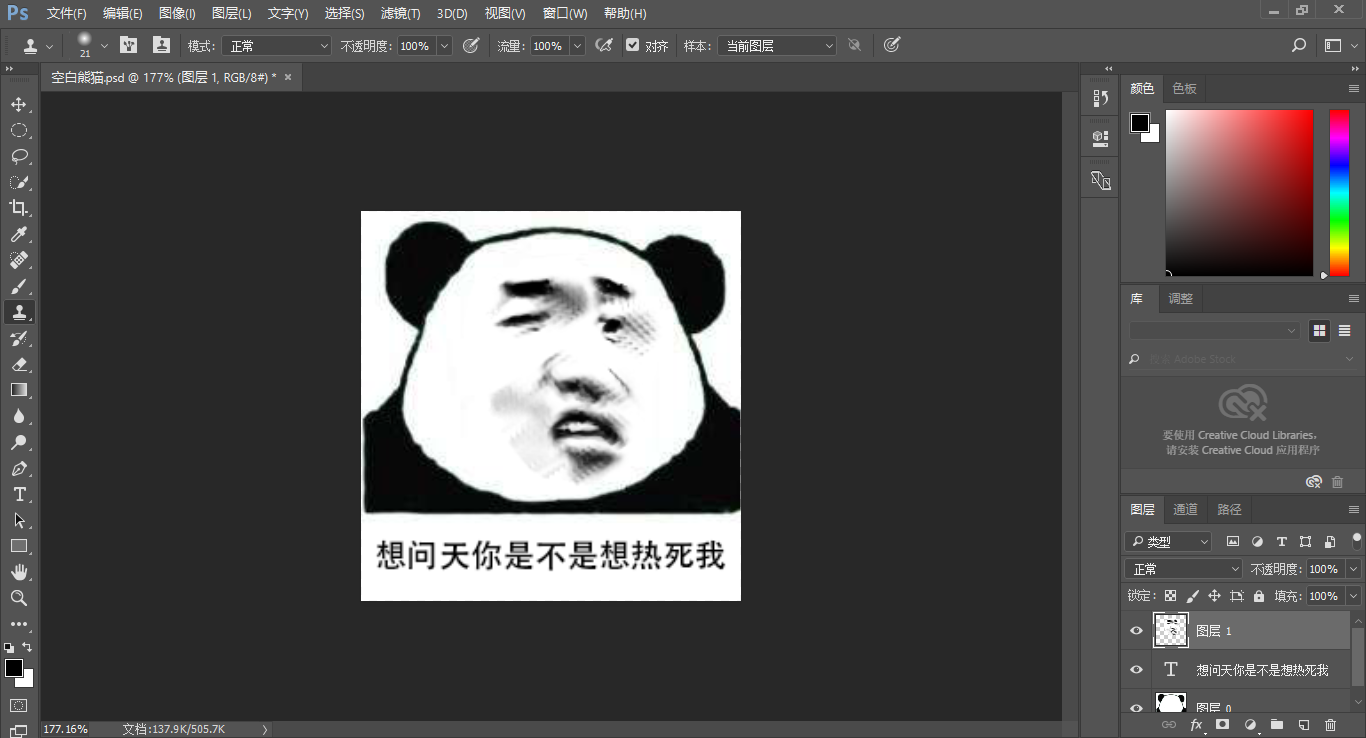 Ps 文件(F) 编辑(E) 图像(I) 图层(L) 文字(Y) 选择(S) 滤镜(T) 3D(D) 视图(V) 窗口(W) 帮助(H)
21 模式: 正常 不透明度: 100% 流量: 100% 对齐 样本: 当前图层
空白熊猫.psd @ 177% (图层 1, RGB/8#) * ×
颜色 色板
库 调整
搜索 Adobe Stock
要使用 Creative Cloud Libraries,
请安装 Creative Cloud 应用程序
图层 通道 路径
类型
正常 不透明度: 100%
锁定: 填充: 100%
图层 1
想问天你是不是想热死我
图层 0
想问天你是不是想热死我
177.16% 文档:137.9K/505.7K